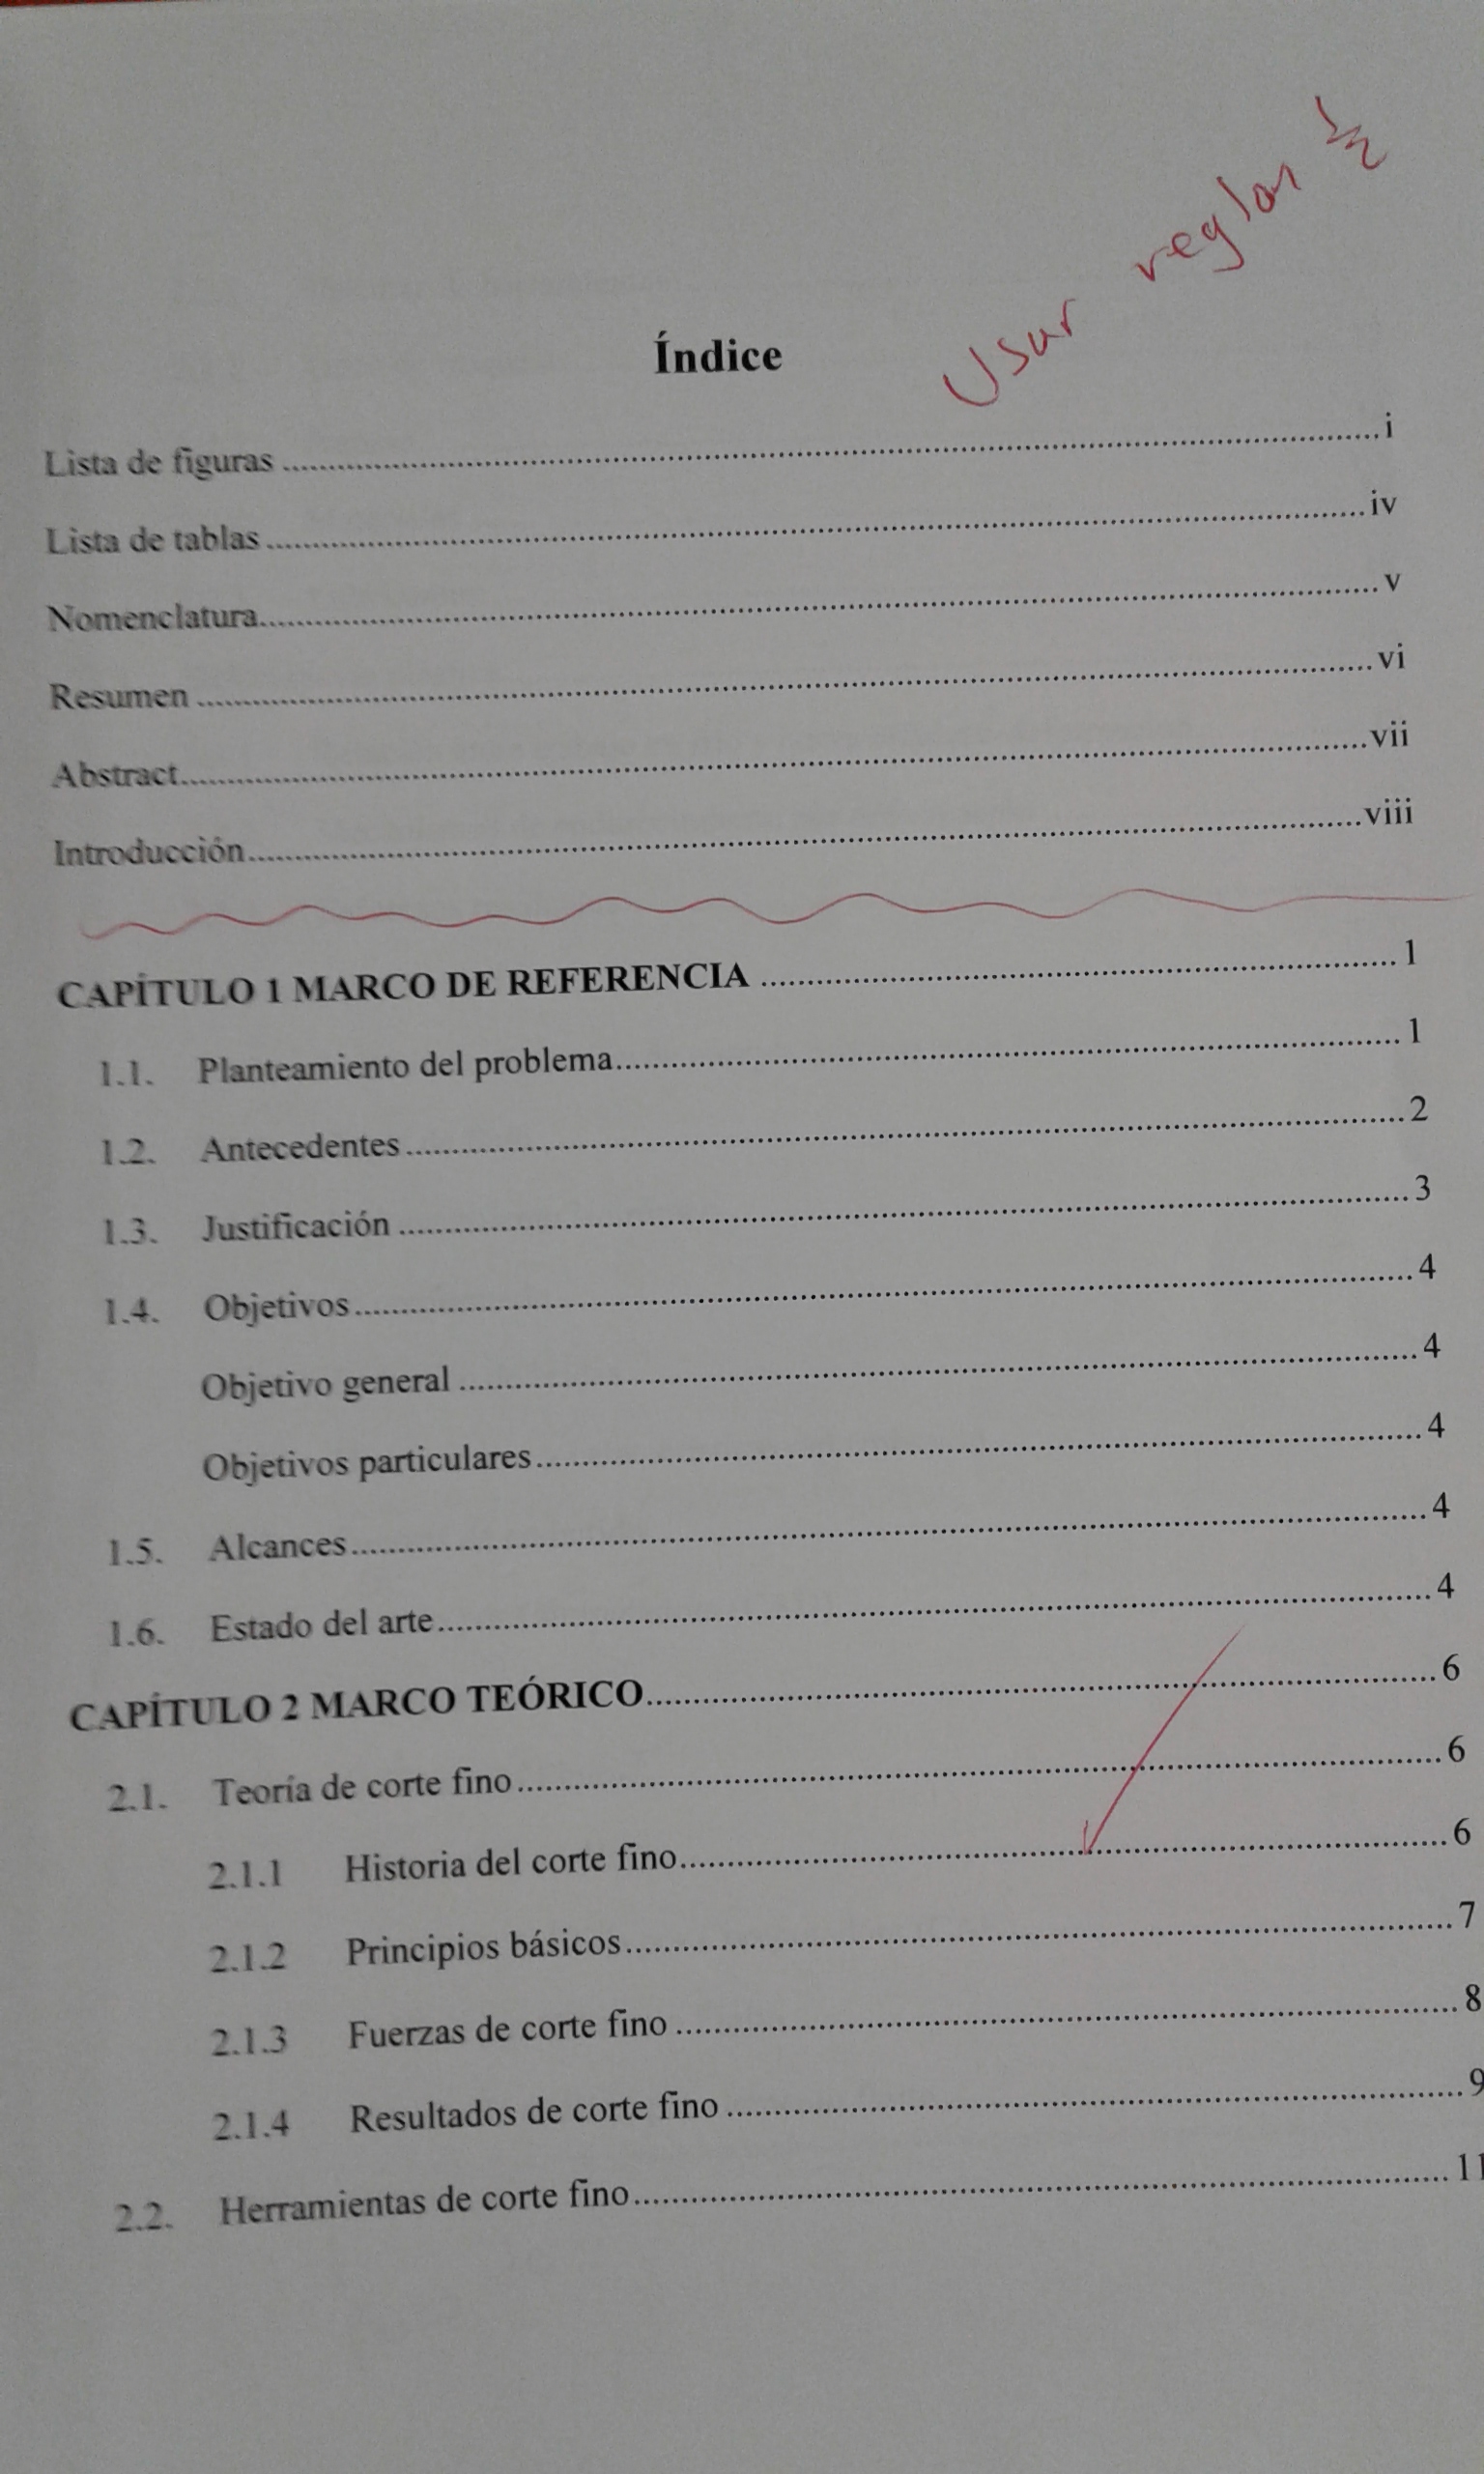 Usar reglon ½
Índice
Lista de figuras ........................ i
Lista de tablas ........................ iv
Nomenclatura ........................ v
Resumen ........................ vi
Abstract ........................ vii
Introducción ........................ viii
CAPÍTULO 1 MARCO DE REFERENCIA ........................ 1
1.1. Planteamiento del problema ........................ 1
1.2. Antecedentes ........................ 2
1.3. Justificación ........................ 3
1.4. Objetivos ........................ 4
Objetivo general ........................ 4
Objetivos particulares ........................ 4
1.5. Alcances ........................ 4
1.6. Estado del arte ........................ 4
CAPÍTULO 2 MARCO TEÓRICO ........................ 6
2.1. Teoría de corte fino ........................ 6
2.1.1 Historia del corte fino ........................ 6
2.1.2 Principios básicos ........................ 7
2.1.3 Fuerzas de corte fino ........................ 8
2.1.4 Resultados de corte fino ........................ 9
2.2. Herramientas de corte fino ........................ 11